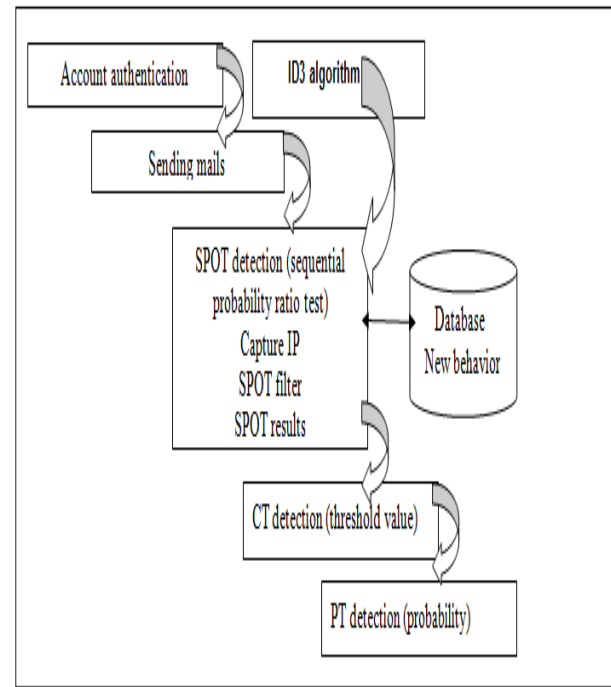 Account authentication
ID3 algorithm
Sending mails
SPOT detection (sequential
probability ratio test)
Capture IP
SPOT filter
SPOT results
Database
New behavior
CT detection (threshold value)
PT detection (probability)